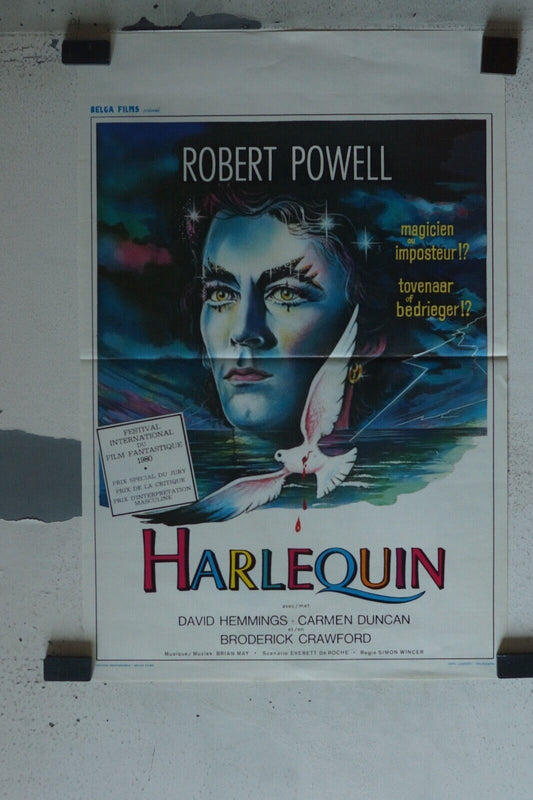 BELGA FILMS présente
ROBERT POWELL
magicien
ou
imposteur!?
tovenaar
of
bedrieger!?
FESTIVAL
INTERNATIONAL
DU
FILM FANTASTIQUE
1980
•
PRIX SPECIAL DU JURY
PRIX DE LA CRITIQUE
PRIX D'INTERPRETATION
MASCULINE
HARLEQUIN
avec/met
DAVID HEMMINGS - CARMEN DUNCAN
et/en
BRODERICK CRAWFORD
Musique/Muziek BRIAN MAY • Scenario EVERETT DE ROCHE • Regie SIMON WINCER